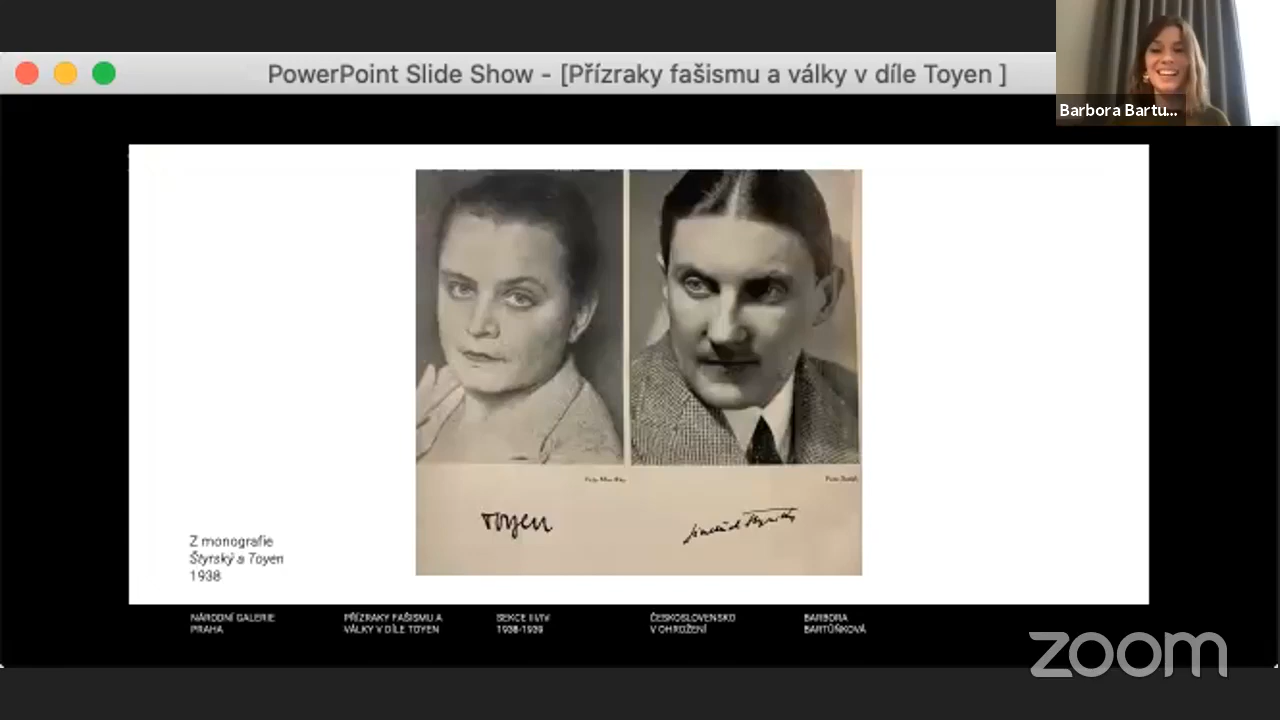 PowerPoint Slide Show - [Přízraky fašismu a války v díle Toyen ]
Barbora Bartu...
Toyen
Z monografie
Štyrský a Toyen
1938
NÁRODNÍ GALERIE
PRAHA
PŘÍZRAKY FAŠISMU A
VÁLKY V DÍLE TOYEN
SEKCE III/IV
1938-1939
ČESKOSLOVENSKO
V OHROŽENÍ
BARBORA
BARTŮŇKOVÁ
zoom